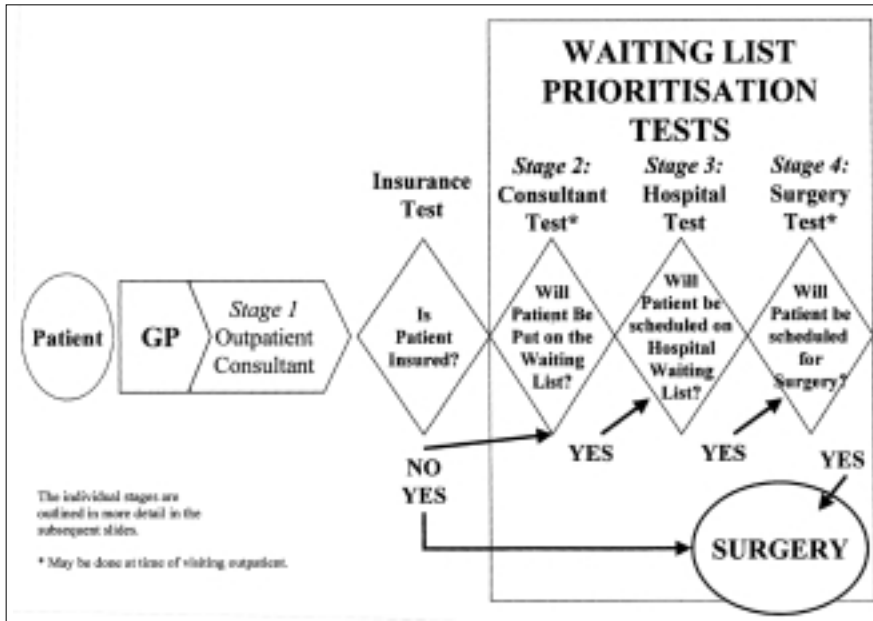 WAITING LIST
PRIORITISATION
TESTS
Insurance
Test
Stage 2:
Consultant
Test*
Stage 3:
Hospital
Test
Stage 4:
Surgery
Test*
Patient
GP
Stage 1
Outpatient
Consultant
Is
Patient
Insured?
Will
Patient Be
Put on the
Waiting
List?
Will
Patient be
scheduled on
Hospital
Waiting
List?
Will
Patient be
scheduled
for
Surgery?
NO
YES
YES
YES
YES
SURGERY
The individual stages are
outlined in more detail in the
subsequent slides.
* May be done at time of visiting outpatient.